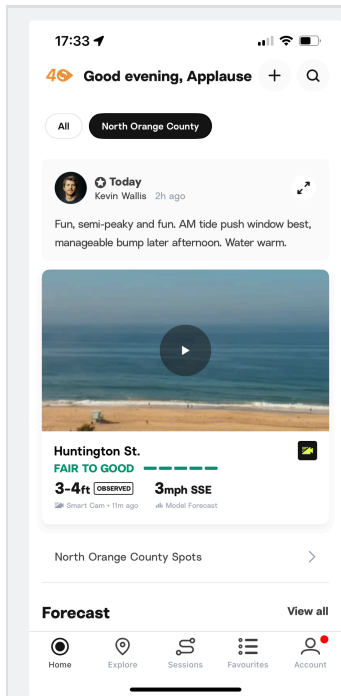 17:33
40 Good evening, Applause
All North Orange County
Today
Kevin Wallis 2h ago
Fun, semi-peaky and fun. AM tide push window best,
manageable bump later afternoon. Water warm.
Huntington St.
FAIR TO GOOD
3-4ft OBSERVED 3mph SSE
Smart Cam • 11m ago Model Forecast
North Orange County Spots
Forecast View all
Home Explore Sessions Favourites Account